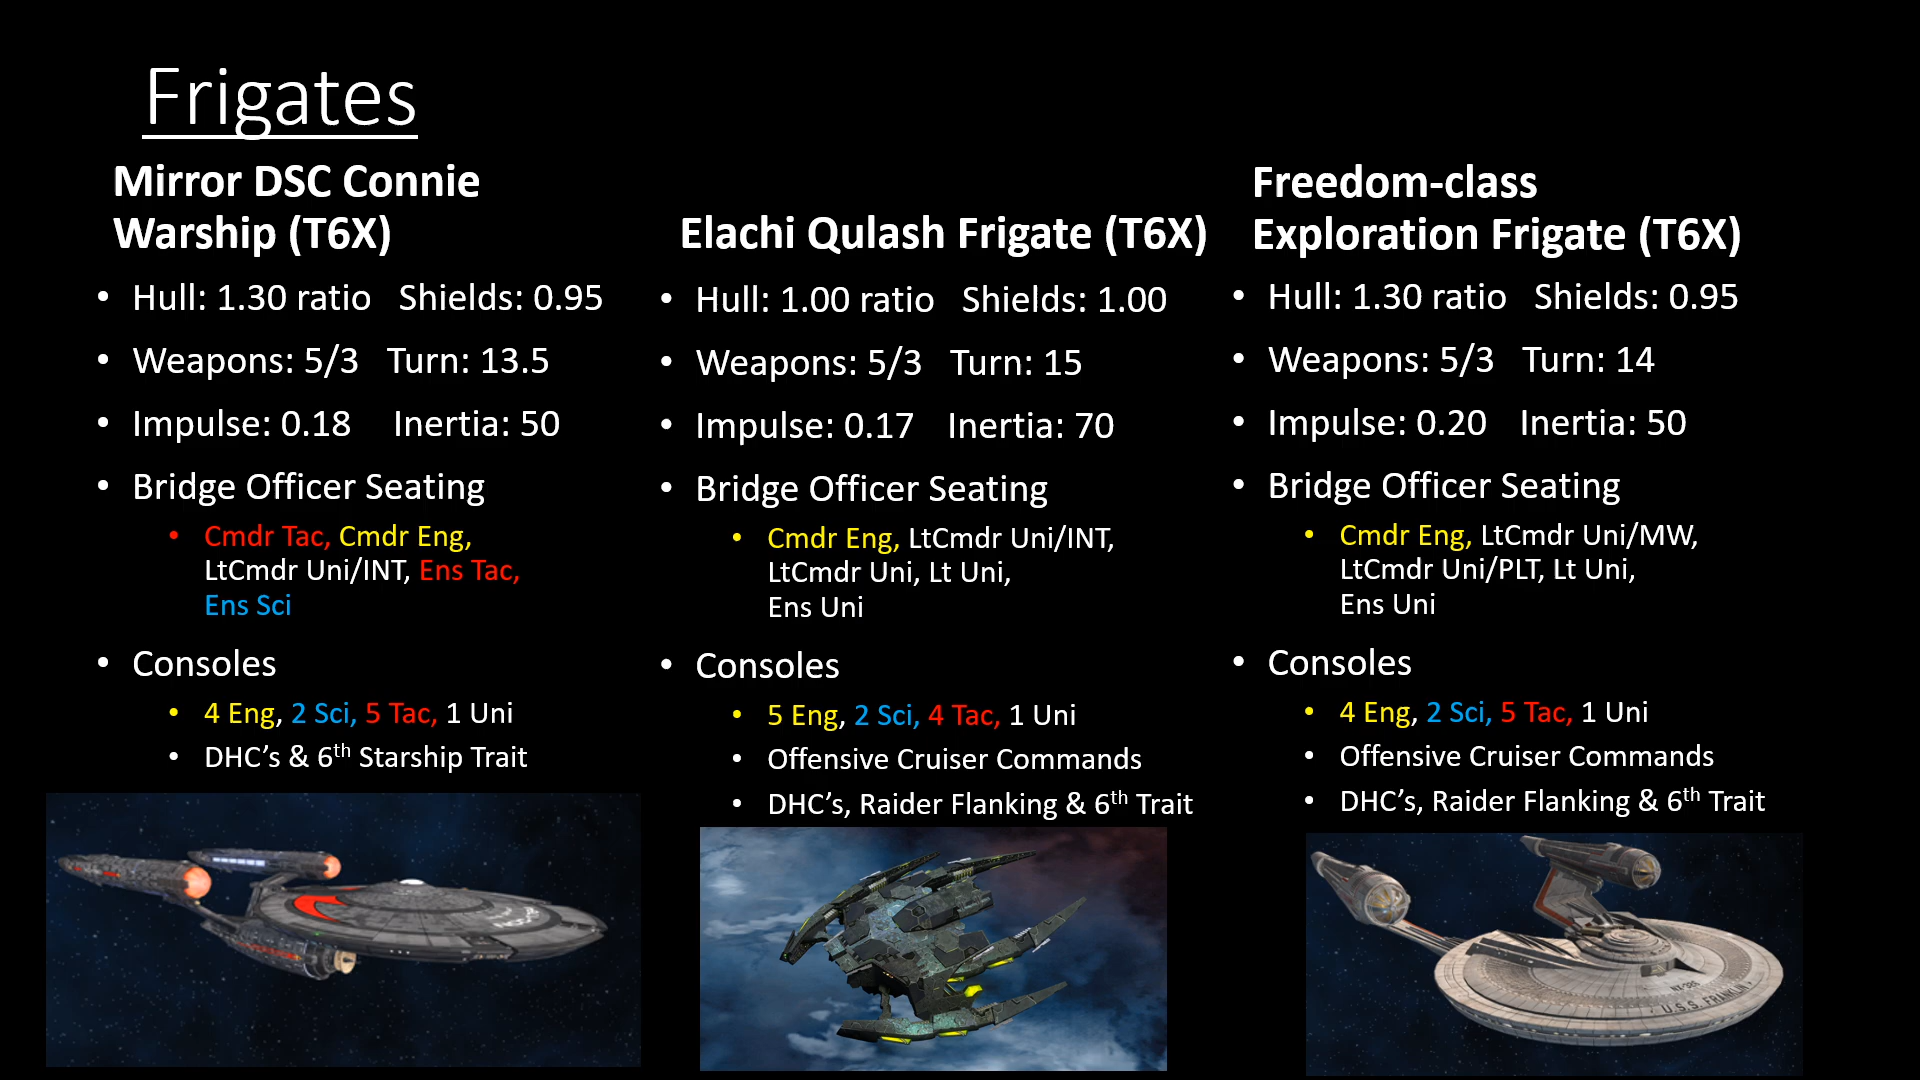 Frigates
Mirror DSC Connie
Warship (T6X)
• Hull: 1.30 ratio Shields: 0.95
• Weapons: 5/3 Turn: 13.5
• Impulse: 0.18 Inertia: 50
• Bridge Officer Seating
• Cmdr Tac, Cmdr Eng,
LtCmdr Uni/INT, Ens Tac,
Ens Sci
• Consoles
• 4 Eng, 2 Sci, 5 Tac, 1 Uni
• DHC’s & 6th Starship Trait
Elachi Qulash Frigate (T6X)
• Hull: 1.00 ratio Shields: 1.00
• Weapons: 5/3 Turn: 15
• Impulse: 0.17 Inertia: 70
• Bridge Officer Seating
• Cmdr Eng, LtCmdr Uni/INT,
LtCmdr Uni, Lt Uni,
Ens Uni
• Consoles
• 5 Eng, 2 Sci, 4 Tac, 1 Uni
• Offensive Cruiser Commands
• DHC’s, Raider Flanking & 6th Trait
Freedom-class
Exploration Frigate (T6X)
• Hull: 1.30 ratio Shields: 0.95
• Weapons: 5/3 Turn: 14
• Impulse: 0.20 Inertia: 50
• Bridge Officer Seating
• Cmdr Eng, LtCmdr Uni/MW,
LtCmdr Uni/PLT, Lt Uni,
Ens Uni
• Consoles
• 4 Eng, 2 Sci, 5 Tac, 1 Uni
• Offensive Cruiser Commands
• DHC’s, Raider Flanking & 6th Trait
U.S.S. FRANKLIN